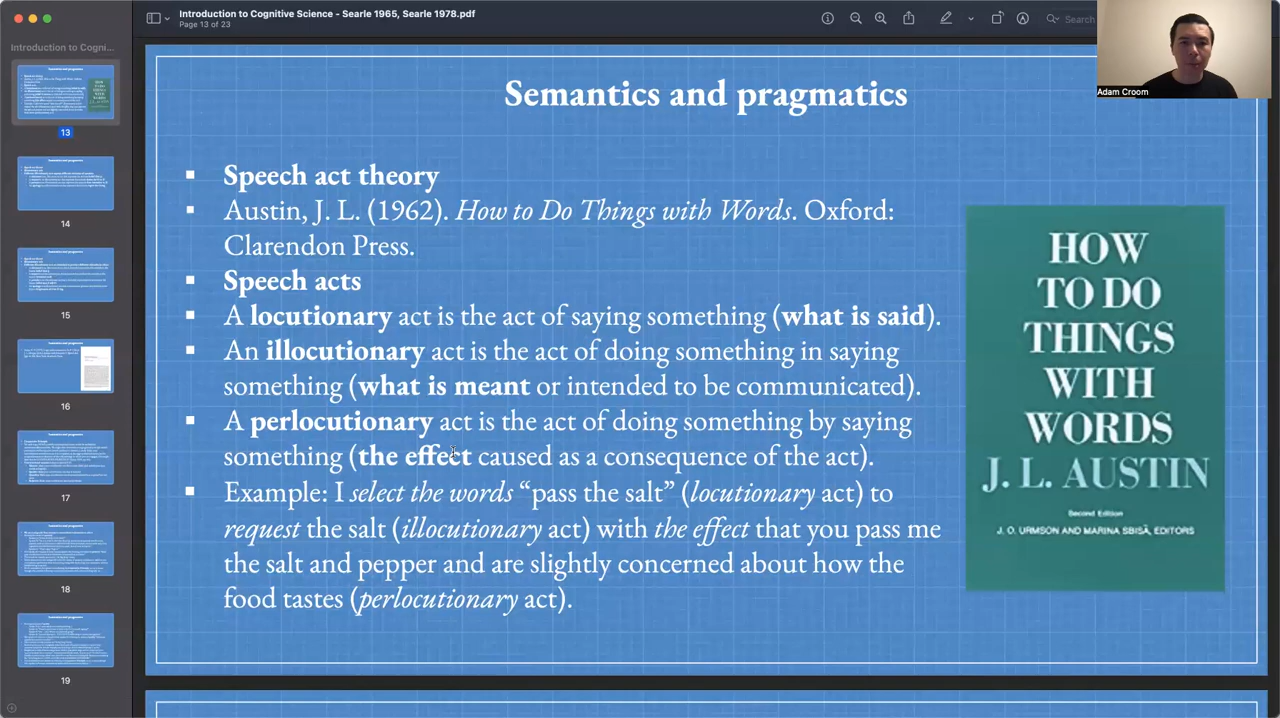 Introduction to Cognitive Science - Searle 1965, Searle 1978.pdf
Page 13 of 23
Search
Introduction to Cogni...
Adam Croom
13
14
15
16
17
18
19
Semantics and pragmatics
Speech act theory
Austin, J. L. (1962). How to Do Things with Words. Oxford:
Clarendon Press.
Speech acts
A locutionary act is the act of saying something (what is said).
An illocutionary act is the act of doing something in saying
something (what is meant or intended to be communicated).
A perlocutionary act is the act of doing something by saying
something (the effect caused as a consequence of the act).
Example: I select the words “pass the salt” (locutionary act) to
request the salt (illocutionary act) with the effect that you pass me
the salt and pepper and are slightly concerned about how the
food tastes (perlocutionary act).
HOW
TO DO
THINGS
WITH
WORDS
J. L. AUSTIN
Second Edition
J. O. URMSON AND MARINA SBISÀ, EDITORS